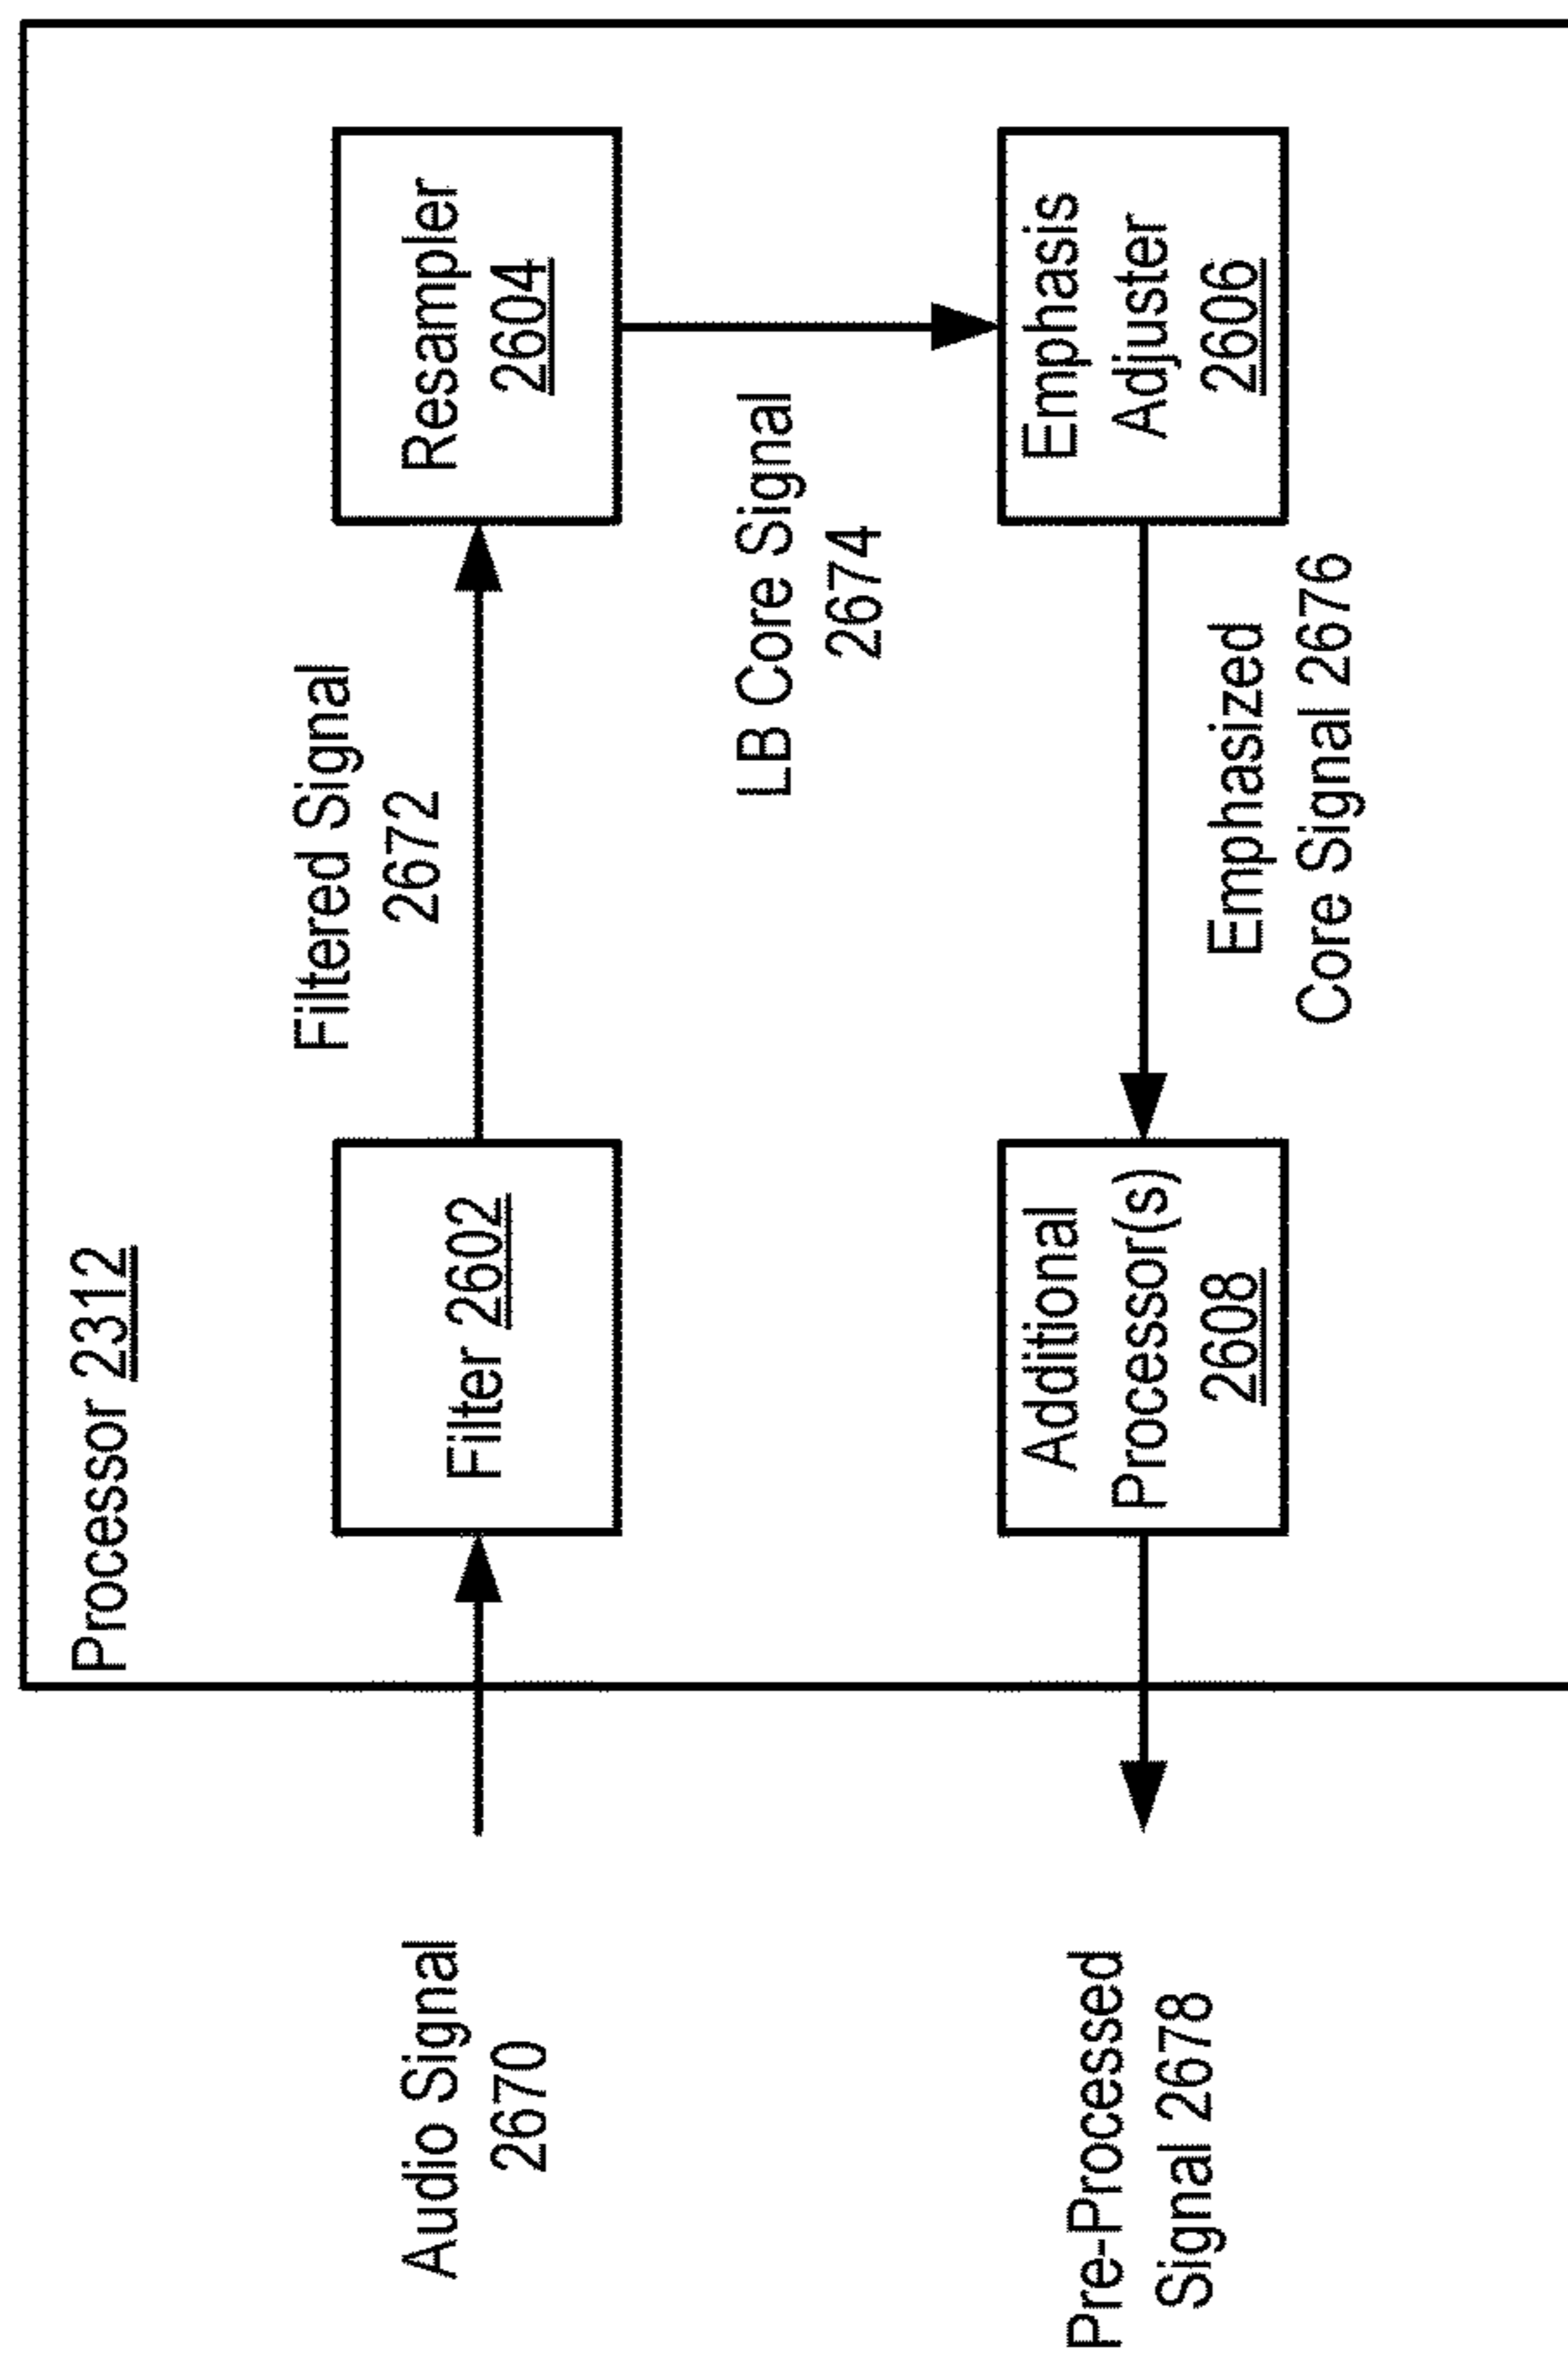 Processor 2312
Audio Signal
2670
Filter 2602
Filtered Signal
2672
Resampler
2604
LB Core Signal
2674
Emphasis
Adjuster
2606
Emphasized
Core Signal 2676
Additional
Processor(s)
2608
Pre-Processed
Signal 2678